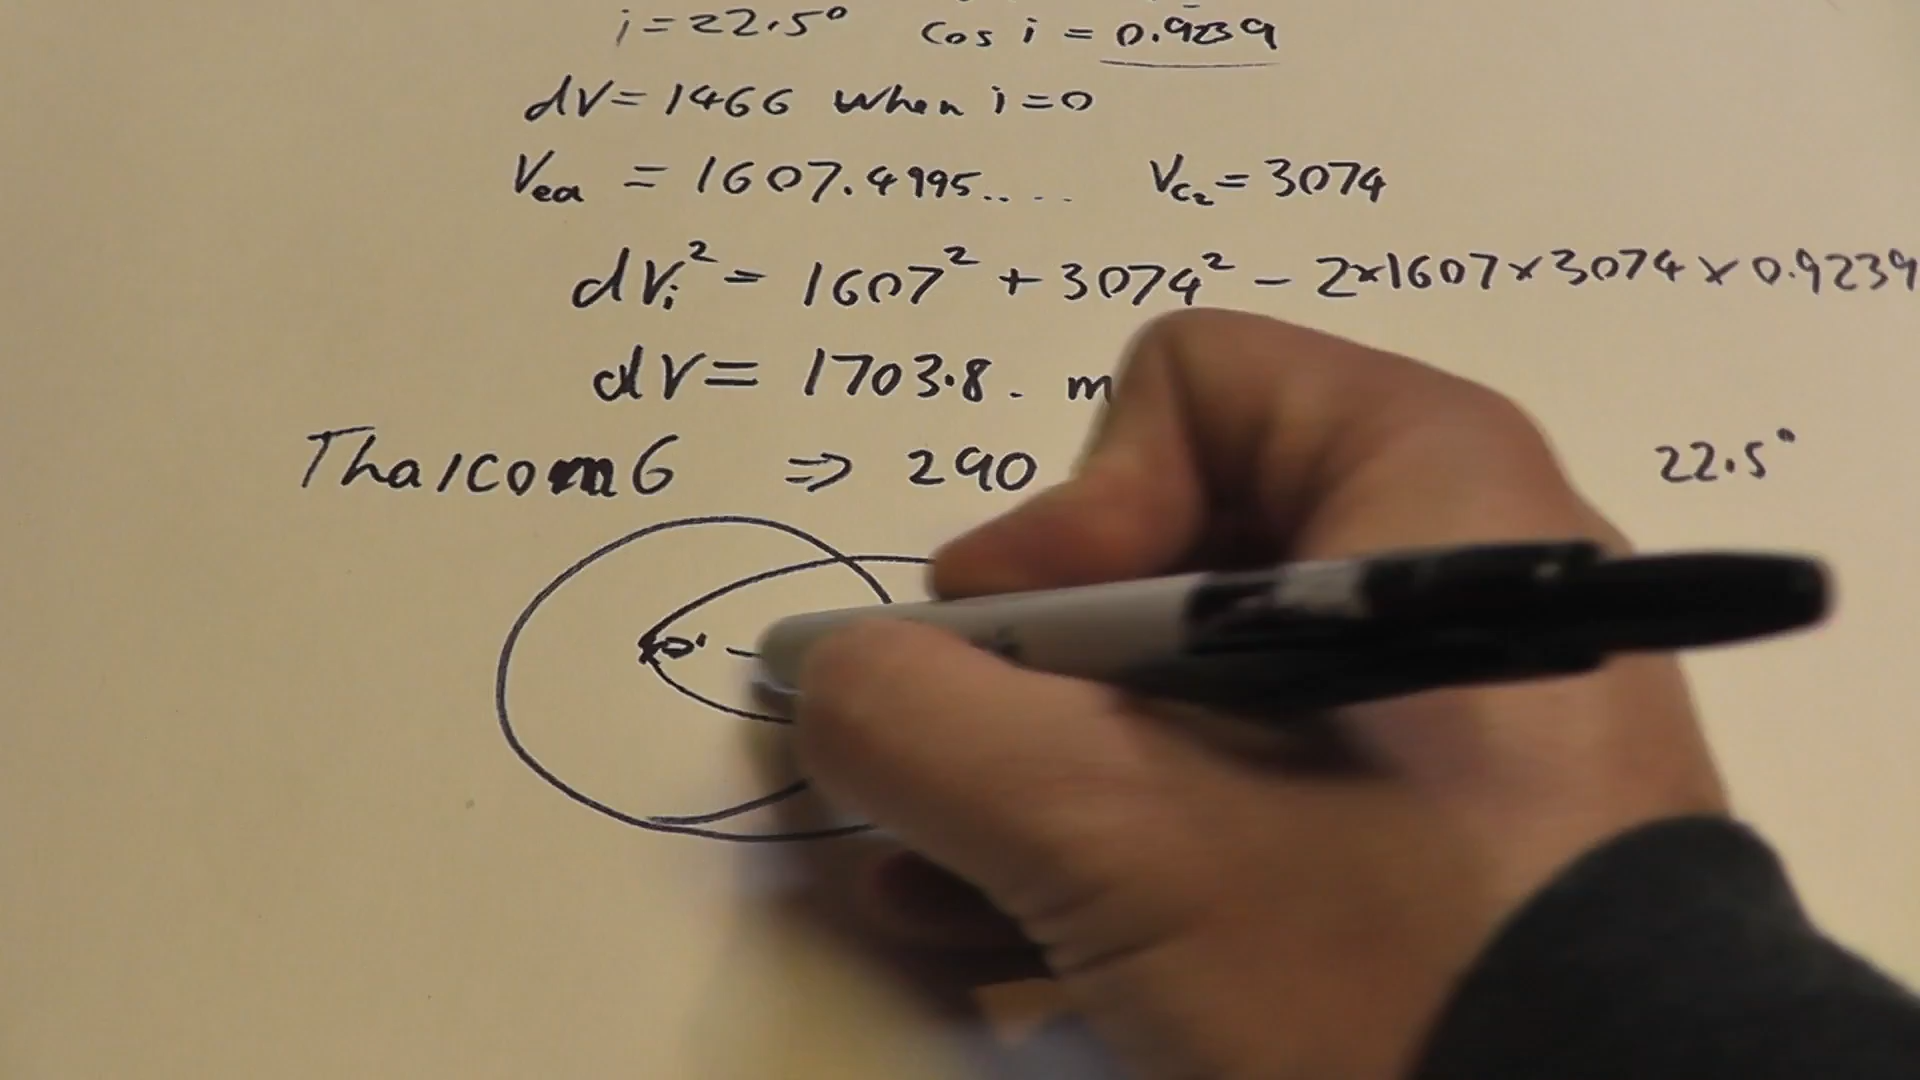 i = 22.5° Cos i = 0.9239
dV = 1466 when i = 0
Vea = 1607.4995..... Vc₂ = 3074
dVi² = 1607² + 3074² - 2×1607×3074×0.9239
dV = 1703.8. m
Thaicom6 ⇒ 290 22.5°